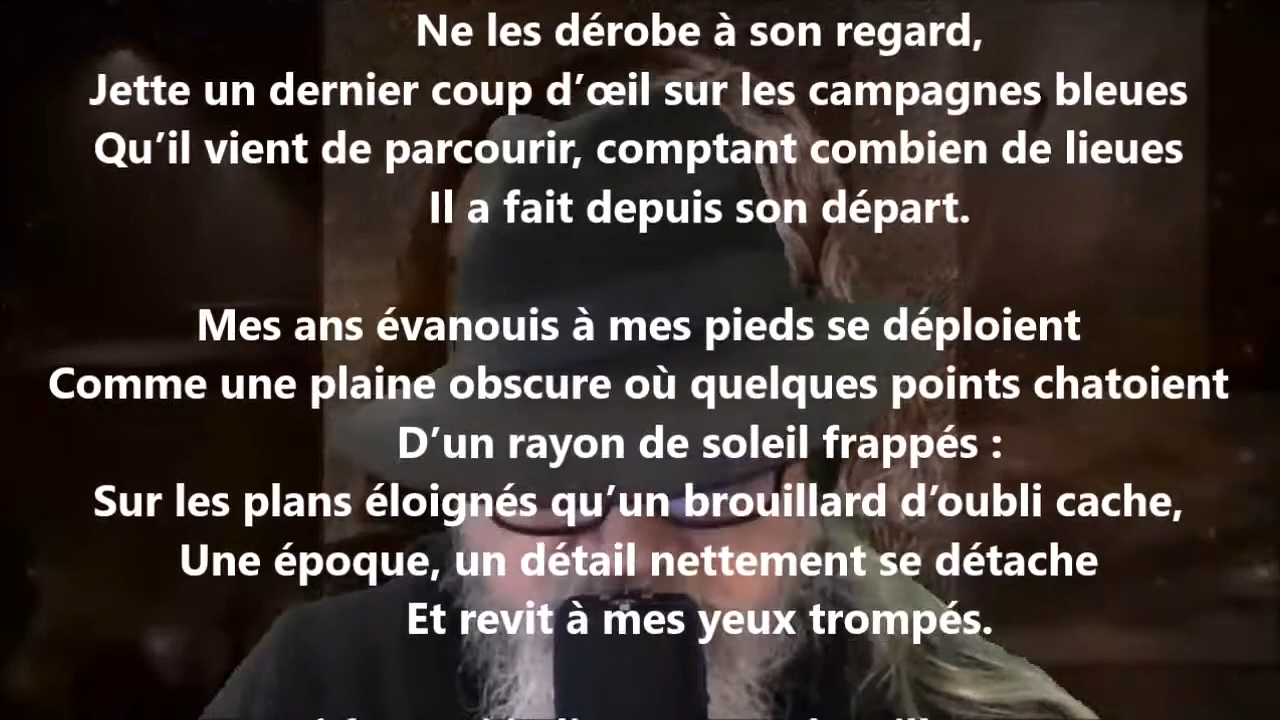 Ne les dérobe à son regard,
Jette un dernier coup d’œil sur les campagnes bleues
Qu’il vient de parcourir, comptant combien de lieues
Il a fait depuis son départ.
Mes ans évanouis à mes pieds se déploient
Comme une plaine obscure où quelques points chatoient
D’un rayon de soleil frappés :
Sur les plans éloignés qu’un brouillard d’oubli cache,
Une époque, un détail nettement se détache
Et revit à mes yeux trompés.